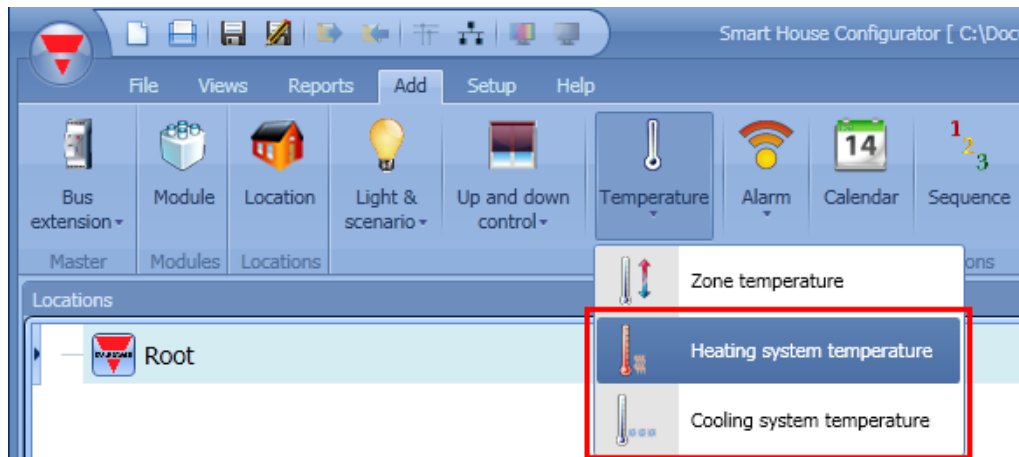 Smart House Configurator [ C:\Doc
File Views Reports Add Setup Help
14
1 2 3
Bus extension
Module
Location
Light & scenario
Up and down control
Temperature
Alarm
Calendar
Sequence
Master
Modules
Locations
ons
Locations
Zone temperature
Root
Heating system temperature
Cooling system temperature